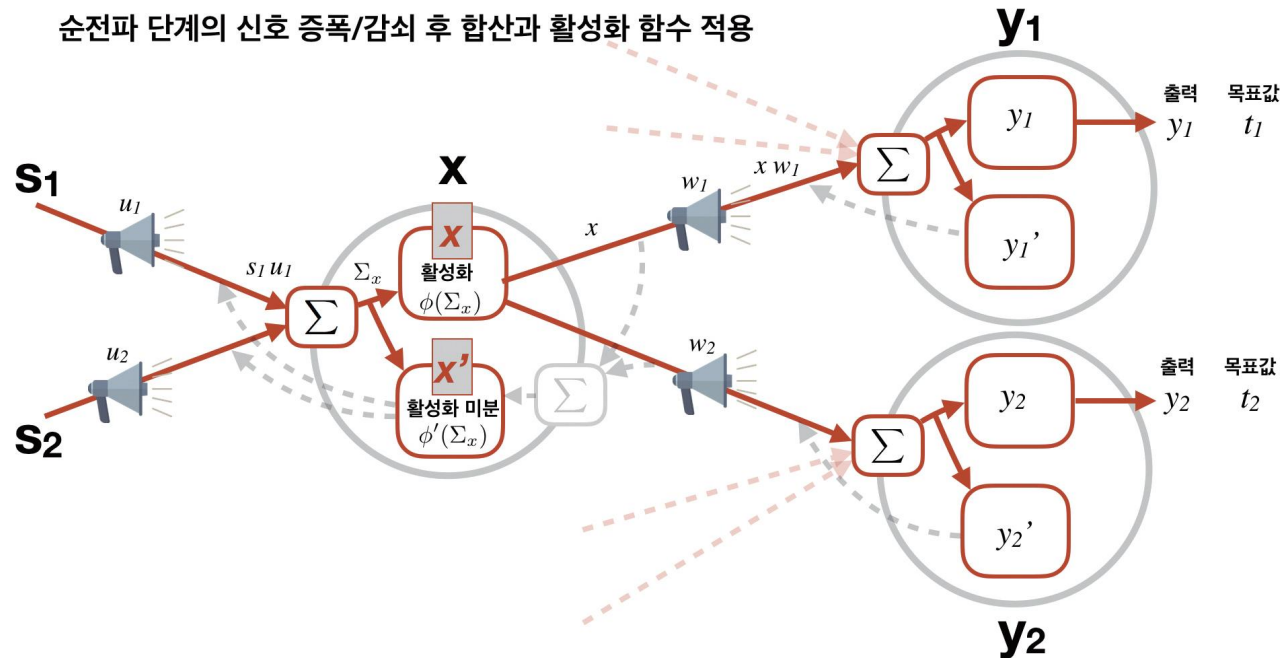 순전파 단계의 신호 증폭/감쇠 후 합산과 활성화 함수 적용
y₁
출력 목표값
y₁ t₁
∑
y₁
y₁’
S₁
u₁
s₁ u₁
S₂
u₂
∑
Σₓ
x
x
활성화
ϕ(Σₓ)
x’
활성화 미분
ϕ′(Σₓ)
∑
x
w₁
x w₁
w₂
출력 목표값
y₂ t₂
∑
y₂
y₂’
y₂